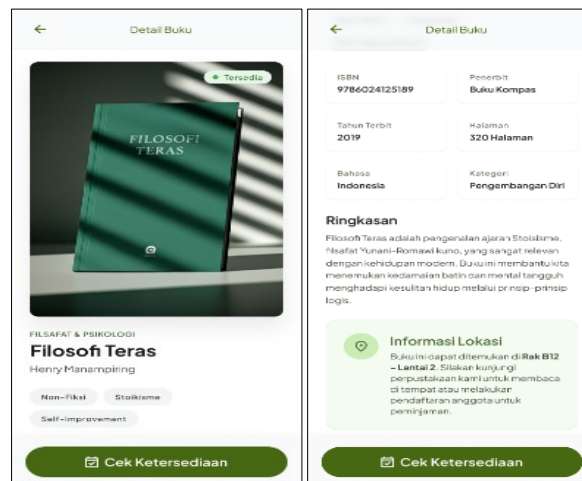 Detail Buku
Tersedia
FILOSOFI
TERAS
FILSAFAT & PSIKOLOGI
Filosofi Teras
Henry Manampiring
Non-Fiksi
Stoikisme
Self-Improvement
Cek Ketersediaan
Detail Buku
ISBN
9786024125189
Penerbit
Buku Kompas
Tahun Terbit
2019
Halaman
320 Halaman
Bahasa
Indonesia
Kategori
Pengembangan Diri
Ringkasan
Filosofi Teras adalah pengenalan ajaran Stoisisme,
filsafat Yunani-Romawi kuno, yang sangat relevan
dengan kehidupan modern. Buku ini membantu kita
menemukan kedamaian batin dan mental tangguh
menghadapi kesulitan hidup melalui prinsip-prinsip
logis.
Informasi Lokasi
Buku ini dapat ditemukan di Rak B12
- Lantai 2. Silakan kunjungi
perpustakaan kami untuk membaca
di tempat atau melakukan
pendaftaran anggota untuk
peminjaman.
Cek Ketersediaan